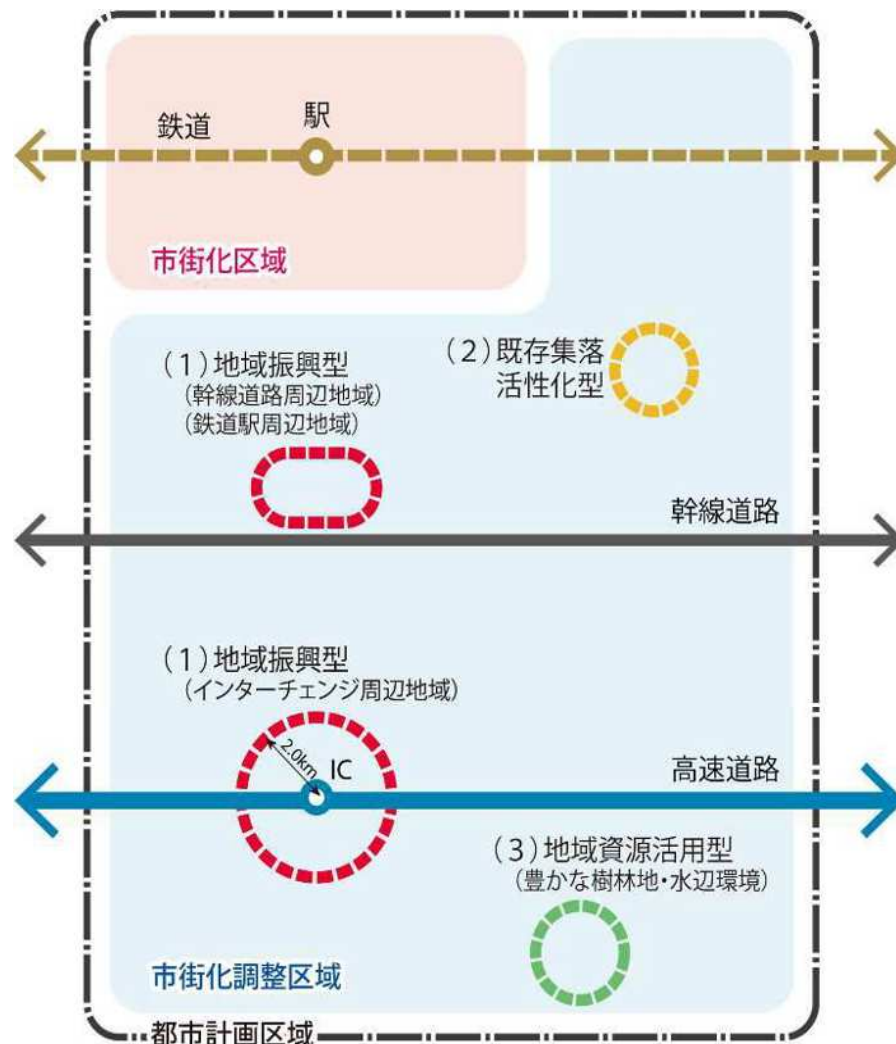 鉄道
駅
市街化区域
(1)地域振興型
(幹線道路周辺地域)
(鉄道駅周辺地域)
(2)既存集落
活性化型
幹線道路
(1)地域振興型
(インターチェンジ周辺地域)
2.0km
IC
高速道路
(3)地域資源活用型
(豊かな樹林地・水辺環境)
市街化調整区域
都市計画区域